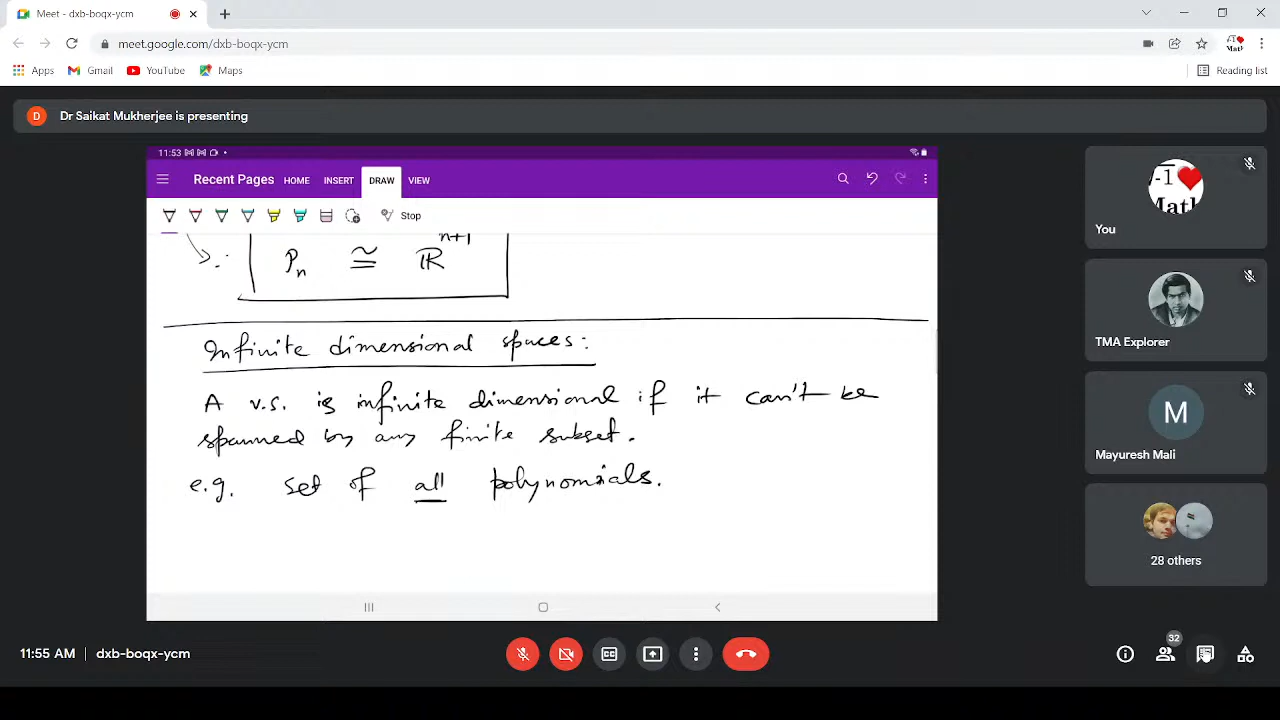 Meet - dxb-boqx-ycm
meet.google.com/dxb-boqx-ycm
Apps Gmail YouTube Maps
Reading list
D Dr Saikat Mukherjee is presenting
11:53
Recent Pages HOME INSERT DRAW VIEW
Stop
∴ Pn ≅ ℝ^n+1
Infinite dimensional spaces:
A v.s. is infinite dimensional if it can't be
spanned by any finite subset.
e.g. set of all polynomials.
You
TMA Explorer
M
Mayuresh Mali
28 others
11:55 AM | dxb-boqx-ycm
32